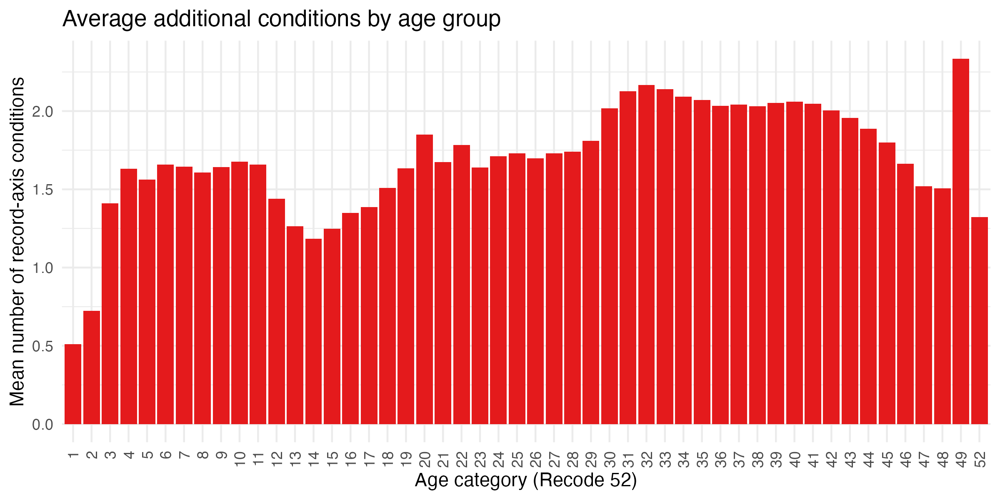 Average additional conditions by age group
Mean number of record-axis conditions
2.0
1.5
1.0
0.5
0.0
1 2 3 4 5 6 7 8 9 10 11 12 13 14 15 16 17 18 19 20 21 22 23 24 25 26 27 28 29 30 31 32 33 34 35 36 37 38 39 40 41 42 43 44 45 46 47 48 49 52
Age category (Recode 52)